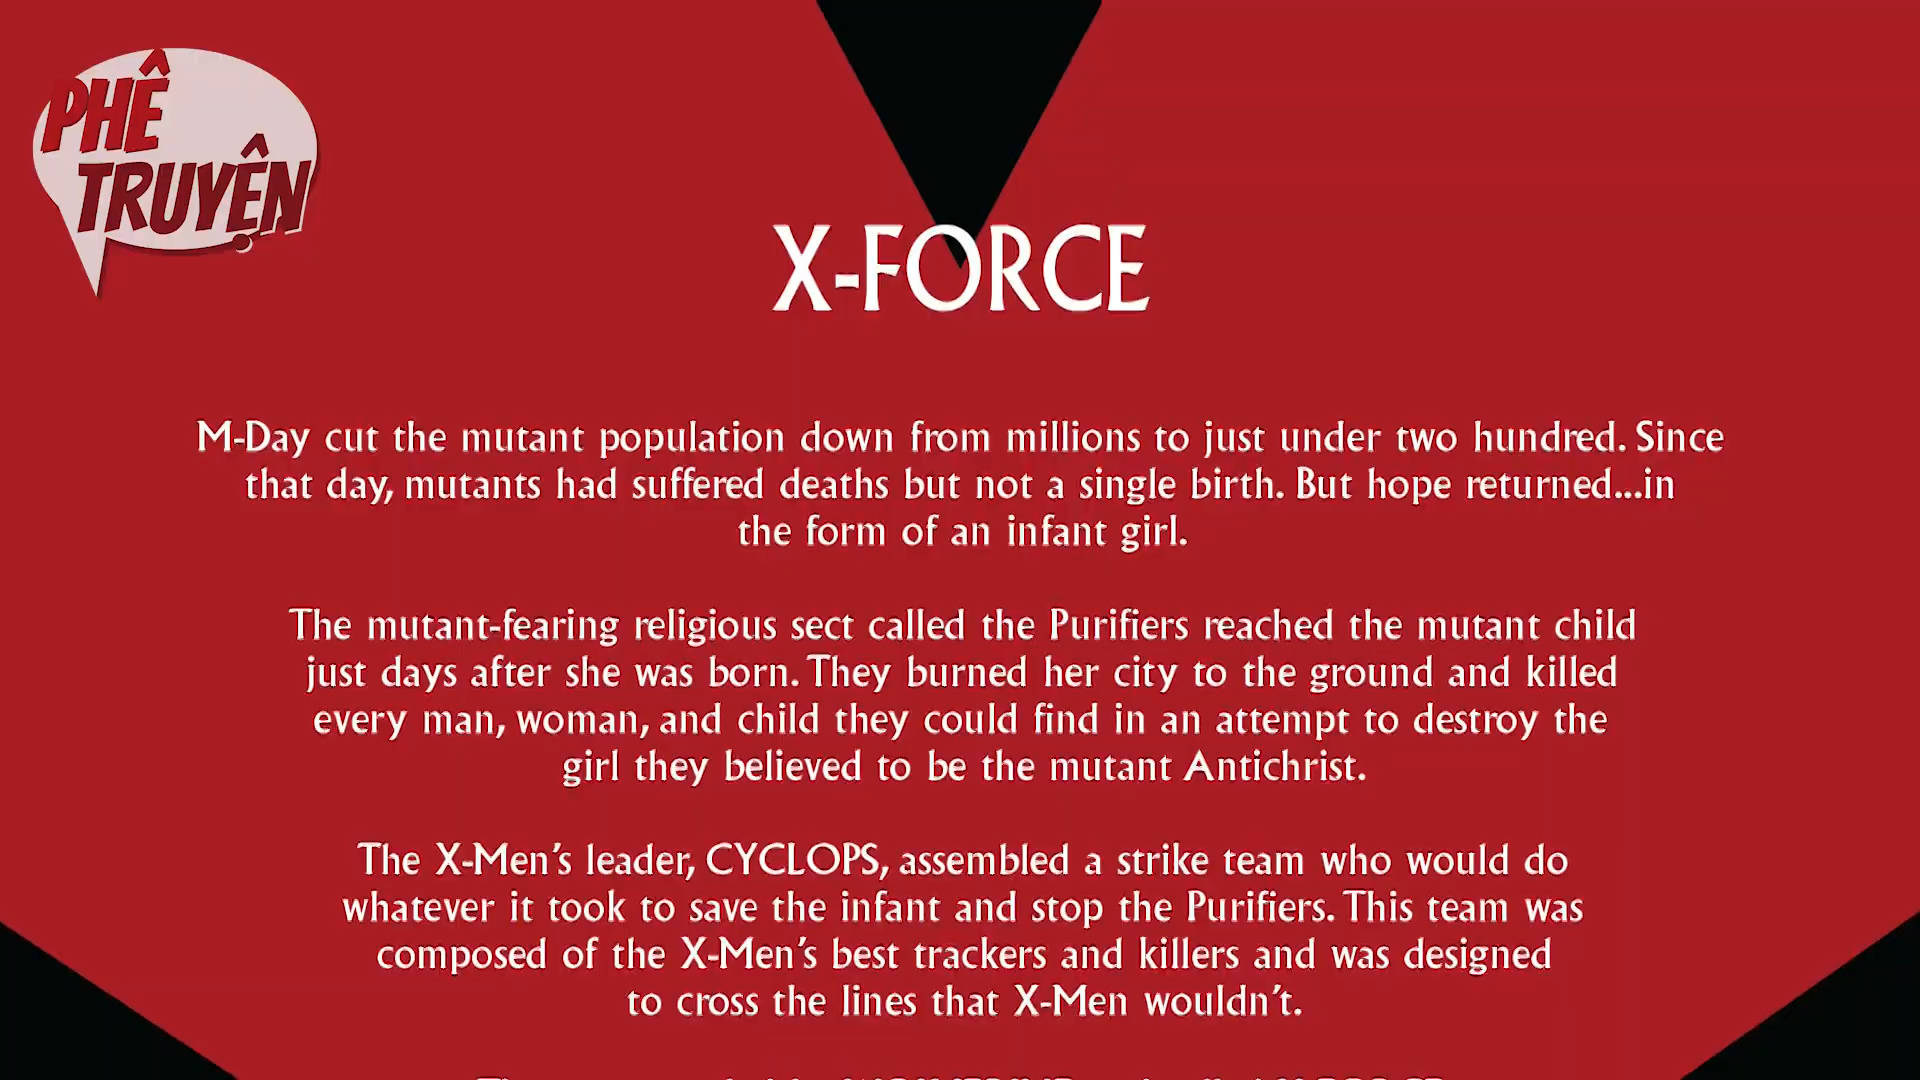 PHÊ
TRUYỆN
X-FORCE
M-Day cut the mutant population down from millions to just under two hundred. Since
that day, mutants had suffered deaths but not a single birth. But hope returned...in
the form of an infant girl.
The mutant-fearing religious sect called the Purifiers reached the mutant child
just days after she was born. They burned her city to the ground and killed
every man, woman, and child they could find in an attempt to destroy the
girl they believed to be the mutant Antichrist.
The X-Men's leader, CYCLOPS, assembled a strike team who would do
whatever it took to save the infant and stop the Purifiers. This team was
composed of the X-Men's best trackers and killers and was designed
to cross the lines that X-Men wouldn't.